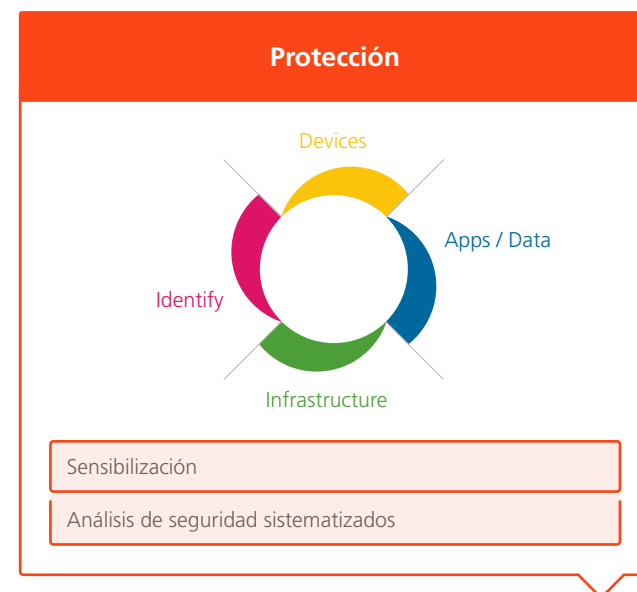 Protección
Devices
Apps / Data
Identify
Infrastructure
Sensibilización
Análisis de seguridad sistematizados